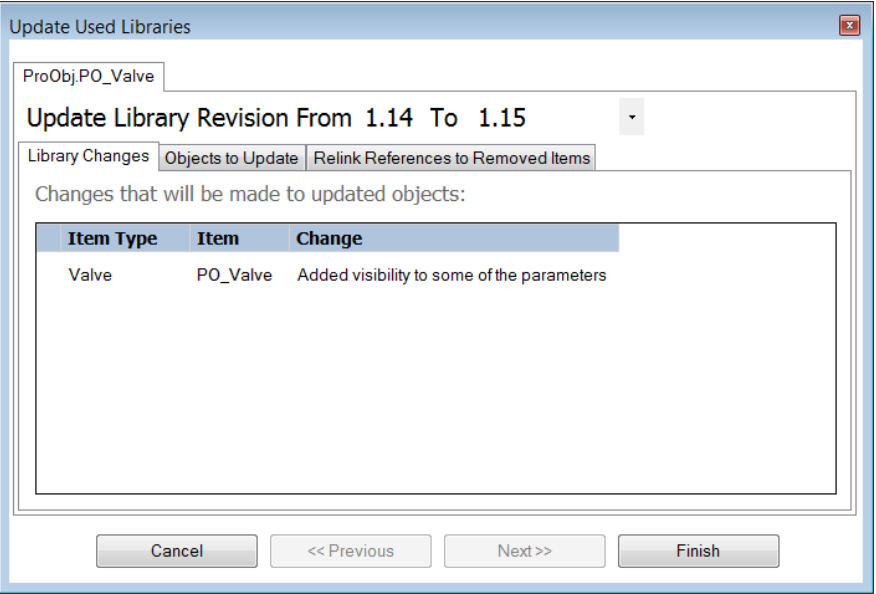 Update Used Libraries
ProObj.PO_Valve
Update Library Revision From 1.14 To 1.15
Library Changes Objects to Update Relink References to Removed Items
Changes that will be made to updated objects:
Item Type Item Change
Valve PO_Valve Added visibility to some of the parameters
Cancel << Previous Next >> Finish